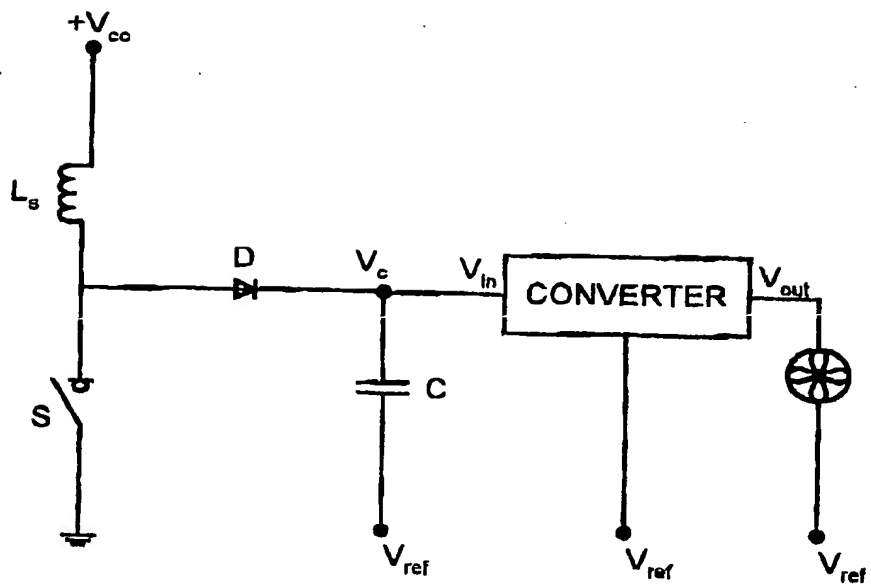 +Vcc
Ls
D
Vc
Vin
CONVERTER
Vout
S
C
Vref
Vref
Vref